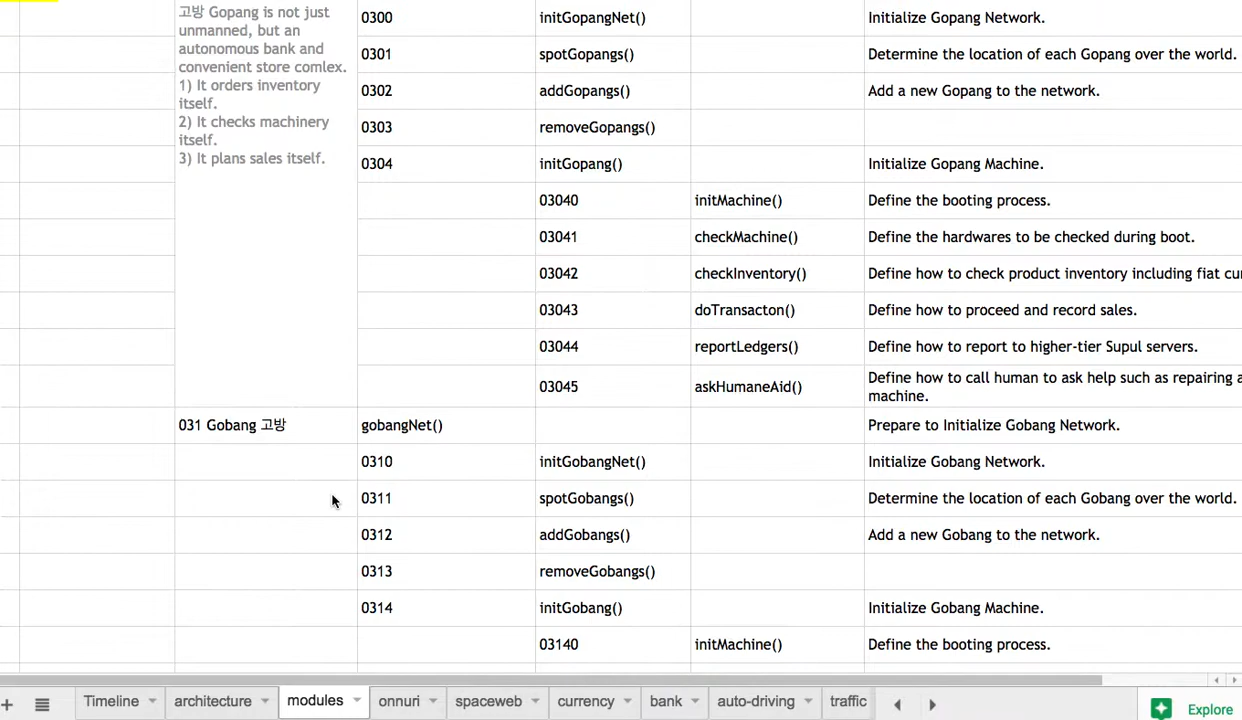 고방 Gopang is not just
unmanned, but an
autonomous bank and
convenient store comlex.
1) It orders inventory
itself.
2) It checks machinery
itself.
3) It plans sales itself.
0300 initGopangNet() Initialize Gopang Network.
0301 spotGopangs() Determine the location of each Gopang over the world.
0302 addGopangs() Add a new Gopang to the network.
0303 removeGopangs()
0304 initGopang() Initialize Gopang Machine.
03040 initMachine() Define the booting process.
03041 checkMachine() Define the hardwares to be checked during boot.
03042 checkInventory() Define how to check product inventory including fiat cu
03043 doTransacton() Define how to proceed and record sales.
03044 reportLedgers() Define how to report to higher-tier Supul servers.
03045 askHumaneAid() Define how to call human to ask help such as repairing a
machine.
031 Gobang 고방 gobangNet() Prepare to Initialize Gobang Network.
0310 initGobangNet() Initialize Gobang Network.
0311 spotGobangs() Determine the location of each Gobang over the world.
0312 addGobangs() Add a new Gobang to the network.
0313 removeGobangs()
0314 initGobang() Initialize Gobang Machine.
03140 initMachine() Define the booting process.
Timeline architecture modules onnuri spaceweb currency bank auto-driving traffic Explore